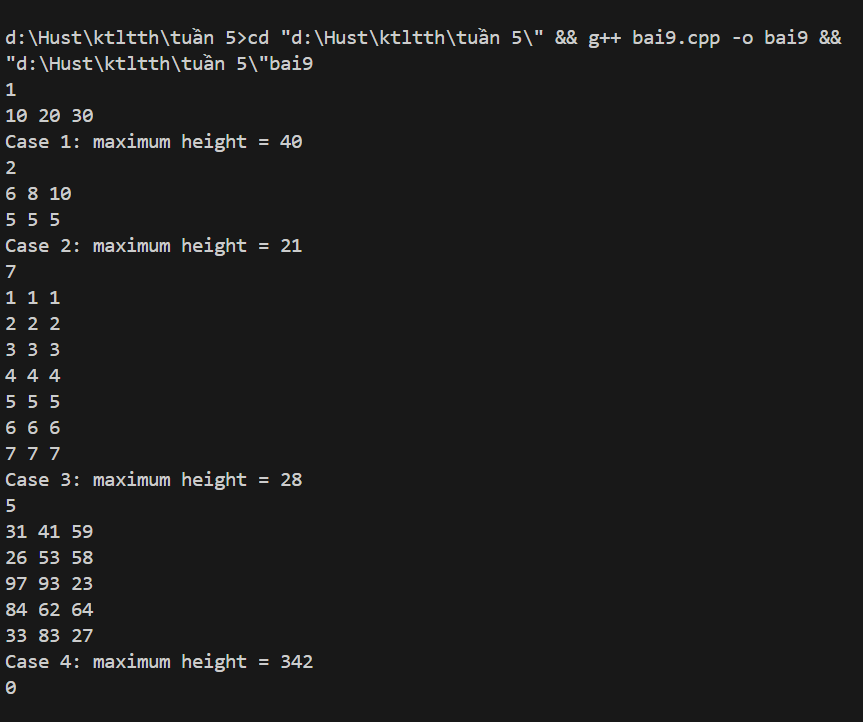 d:\Hust\ktltth\tuần 5>cd "d:\Hust\ktltth\tuần 5\" && g++ bai9.cpp -o bai9 &&
"d:\Hust\ktltth\tuần 5\"bai9
1
10 20 30
Case 1: maximum height = 40
2
6 8 10
5 5 5
Case 2: maximum height = 21
7
1 1 1
2 2 2
3 3 3
4 4 4
5 5 5
6 6 6
7 7 7
Case 3: maximum height = 28
5
31 41 59
26 53 58
97 93 23
84 62 64
33 83 27
Case 4: maximum height = 342
0